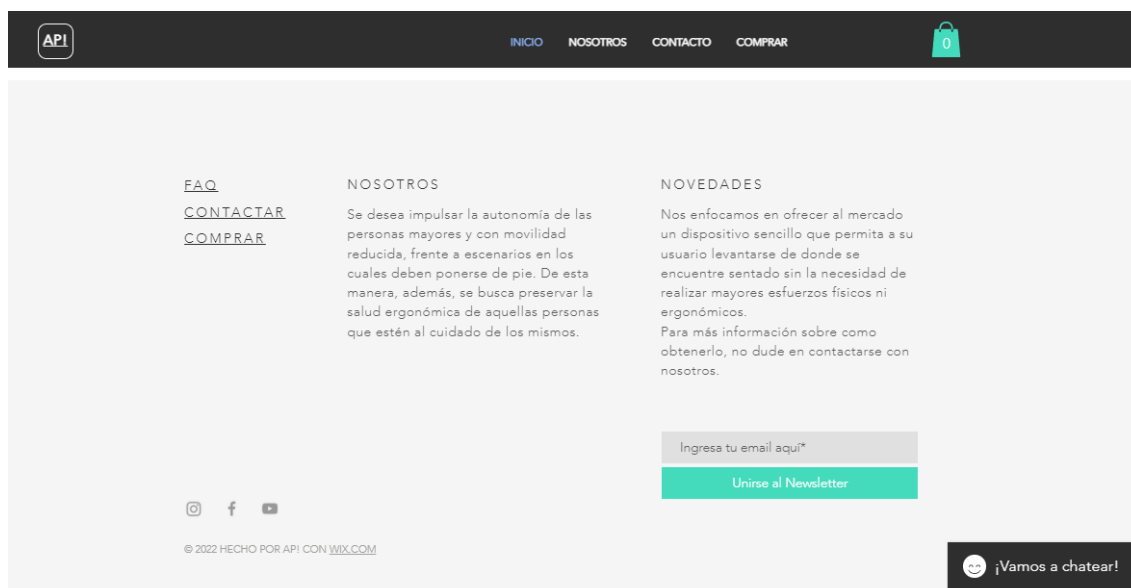 AP!
INICIO NOSOTROS CONTACTO COMPRAR
0
FAQ
CONTACTAR
COMPRAR
NOSOTROS
Se desea impulsar la autonomía de las
personas mayores y con movilidad
reducida, frente a escenarios en los
cuales deben ponerse de pie. De esta
manera, además, se busca preservar la
salud ergonómica de aquellas personas
que estén al cuidado de los mismos.
NOVEDADES
Nos enfocamos en ofrecer al mercado
un dispositivo sencillo que permita a su
usuario levantarse de donde se
encuentre sentado sin la necesidad de
realizar mayores esfuerzos físicos ni
ergonómicos.
Para más información sobre como
obtenerlo, no dude en contactarse con
nosotros.
Ingresa tu email aquí*
Unirse al Newsletter
© 2022 HECHO POR AP! CON WIX.COM
¡Vamos a chatear!